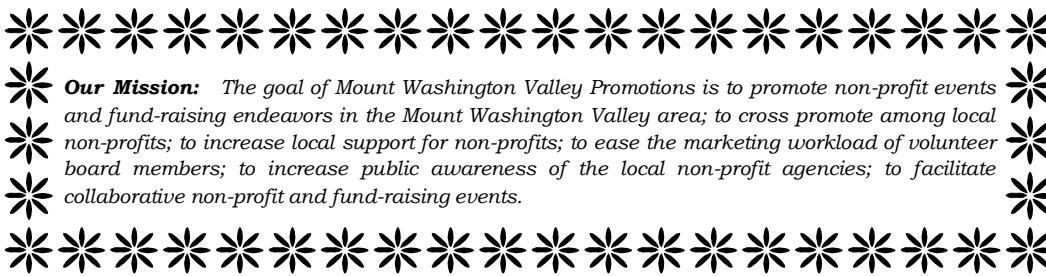 Our Mission: The goal of Mount Washington Valley Promotions is to promote non-profit events
and fund-raising endeavors in the Mount Washington Valley area; to cross promote among local
non-profits; to increase local support for non-profits; to ease the marketing workload of volunteer
board members; to increase public awareness of the local non-profit agencies; to facilitate
collaborative non-profit and fund-raising events.